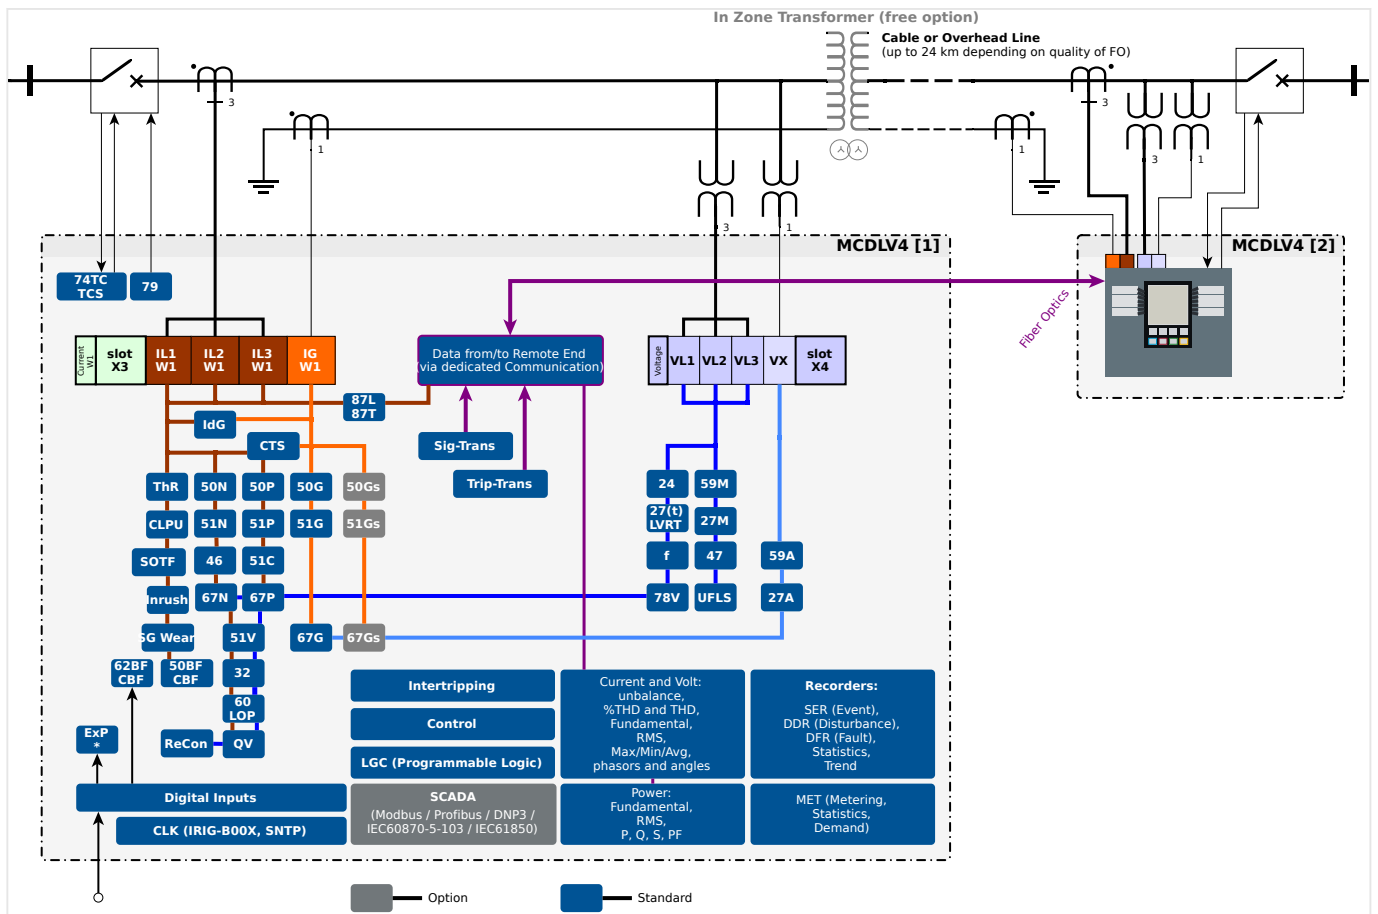 In Zone Transformer (free option)
Cable or Overhead Line
(up to 24 km depending on quality of FO)
3
1
3
1
3
1
3
1
MCDLV4 [1]
MCDLV4 [2]
74TC
TCS
79
Fiber Optics
Current
W1
slot
X3
IL1
W1
IL2
W1
IL3
W1
IG
W1
Data from/to Remote End
(via dedicated Communication)
Voltage
VL1
VL2
VL3
VX
slot
X4
87L
87T
IdG
CTS
Sig-Trans
Trip-Trans
ThR
50N
50P
50G
50Gs
24
59M
CLPU
51N
51P
51G
51Gs
27(t)
LVRT
27M
SOTF
46
51C
f
47
59A
Inrush
67N
67P
78V
UFLS
27A
SG Wear
51V
67G
67Gs
62BF
CBF
50BF
CBF
32
60
LOP
ExP
*
ReCon
QV
Intertripping
Control
LGC (Programmable Logic)
SCADA
(Modbus / Profibus / DNP3 /
IEC60870-5-103 / IEC61850)
Current and Volt:
unbalance,
%THD and THD,
Fundamental,
RMS,
Max/Min/Avg,
phasors and angles
Power:
Fundamental,
RMS,
P, Q, S, PF
Recorders:
SER (Event),
DDR (Disturbance),
DFR (Fault),
Statistics,
Trend
MET (Metering,
Statistics,
Demand)
Digital Inputs
CLK (IRIG-B00X, SNTP)
Option
Standard